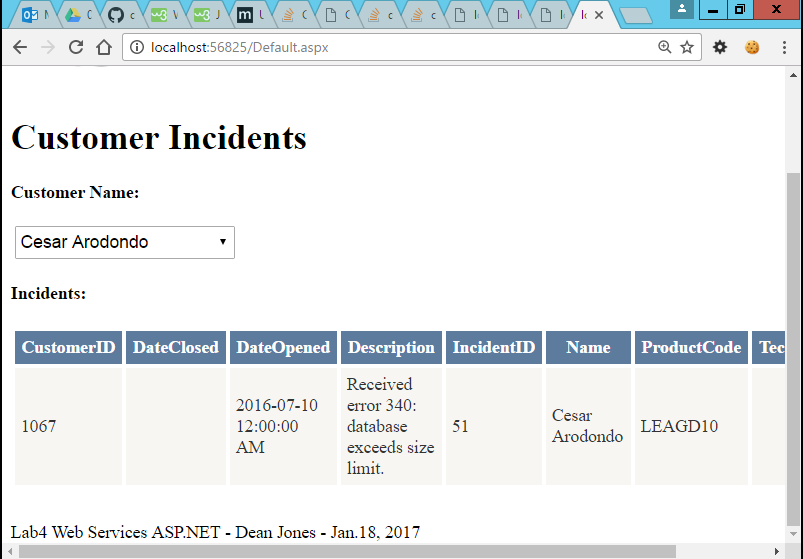 localhost:56825/Default.aspx
Customer Incidents
Customer Name:
Cesar Arodondo
Incidents:
CustomerID DateClosed DateOpened Description IncidentID Name ProductCode Tec
1067 2016-07-10 12:00:00 AM Received error 340: database exceeds size limit. 51 Cesar Arodondo LEAGD10
Lab4 Web Services ASP.NET - Dean Jones - Jan.18, 2017